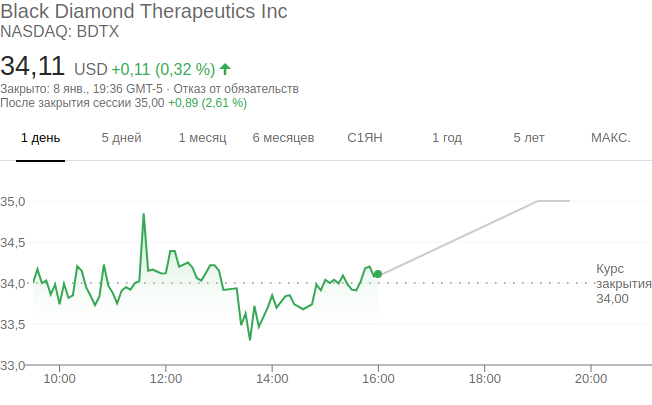 Black Diamond Therapeutics Inc
NASDAQ: BDTX
34,11 USD +0,11 (0,32 %)
Закрыто: 8 янв., 19:36 GMT-5 · Отказ от обязательств
После закрытия сессии 35,00 +0,89 (2,61 %)
1 день 5 дней 1 месяц 6 месяцев С1ЯН 1 год 5 лет МАКС.
35,0
34,5
34,0
33,5
33,0
Курс
закрытия
34,00
10:00 12:00 14:00 16:00 18:00 20:00